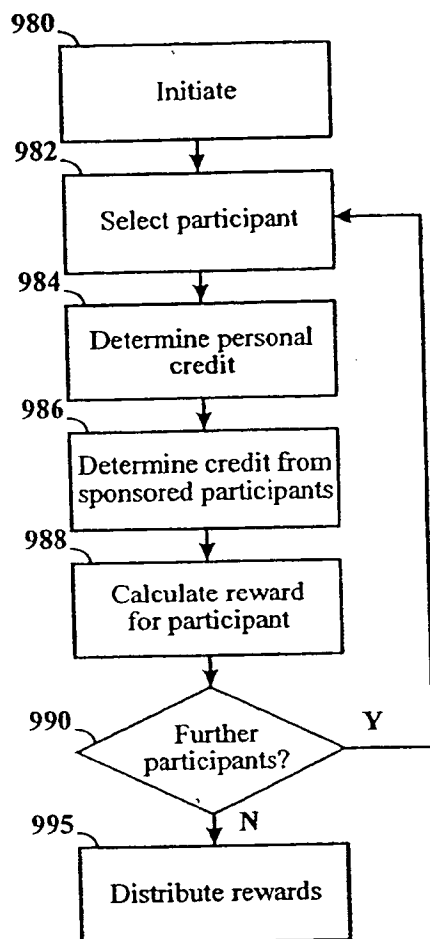 980
Initiate
982
Select participant
984
Determine personal
credit
986
Determine credit from
sponsored participants
988
Calculate reward
for participant
990
Further
participants?
Y
N
995
Distribute rewards